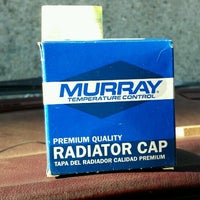 MURRAY
TEMPERATURE CONTROL
PREMIUM QUALITY
RADIATOR CAP
TAPA DEL RADIADOR CALIDAD PREMIUM